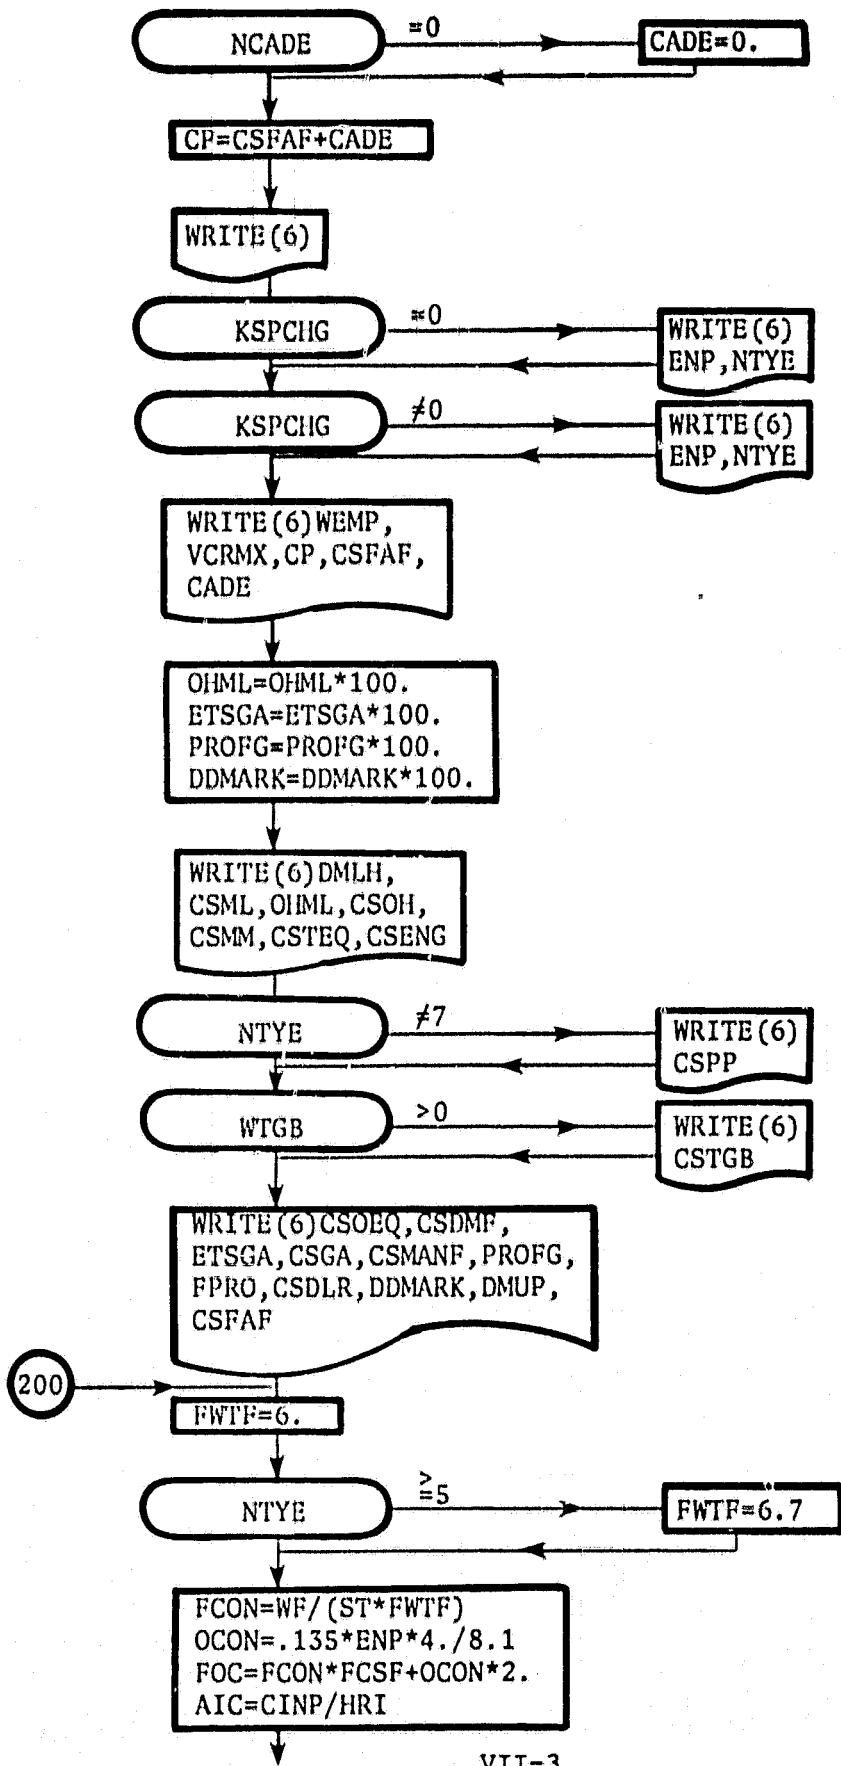 NCADE
=0
CADE=0.
CP=CSFAF+CADE
WRITE(6)
KSPCHG
=0
WRITE(6)
ENP,NTYE
KSPCHG
≠0
WRITE(6)
ENP,NTYE
WRITE(6)WEMP,
VCRMX,CP,CSFAF,
CADE
OHML=OHML*100.
ETSGA=ETSGA*100.
PROFG=PROFG*100.
DDMARK=DDMARK*100.
WRITE(6)DMLH,
CSML,OHML,CSOH,
CSMM,CSTEQ,CSENG
NTYE
≠7
WRITE(6)
CSPP
WTGB
>0
WRITE(6)
CSTGB
WRITE(6)CSOEQ,CSDMF,
ETSGA,CSGA,CSMANF,PROFG,
FPRO,CSDLR,DDMARK,DMUP,
CSFAF
200
FWTF=6.
NTYE
≥5
FWTF=6.7
FCON=WF/(ST*FWTF)
OCON=.135*ENP*4./8.1
FOC=FCON*FCSF+OCON*2.
AIC=CINP/HRI
VII-3